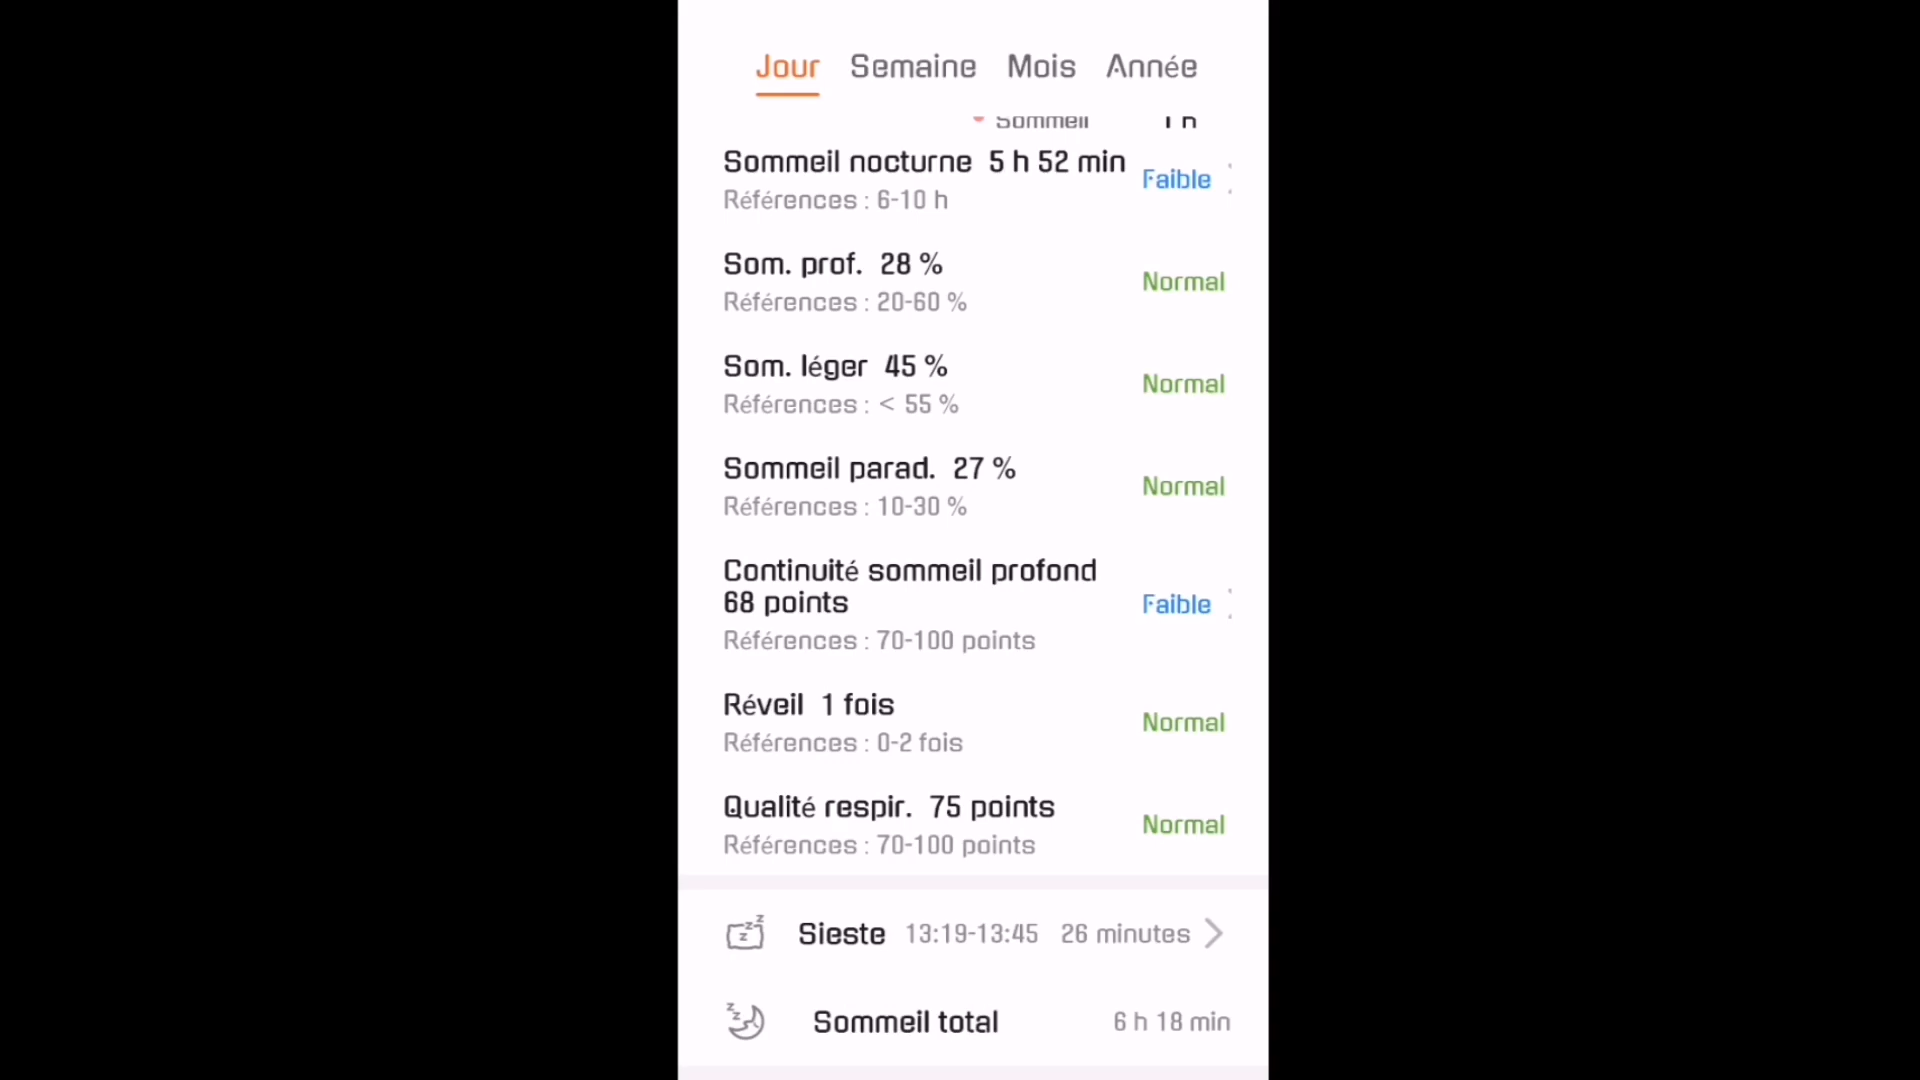 Jour Semaine Mois Année
Sommeil 1 h
Sommeil nocturne 5 h 52 min
Faible
Références : 6-10 h
Som. prof. 28 %
Normal
Références : 20-60 %
Som. léger 45 %
Normal
Références : < 55 %
Sommeil parad. 27 %
Normal
Références : 10-30 %
Continuité sommeil profond
68 points
Faible
Références : 70-100 points
Réveil 1 fois
Normal
Références : 0-2 fois
Qualité respir. 75 points
Normal
Références : 70-100 points
Sieste 13:19-13:45 26 minutes
Sommeil total 6 h 18 min